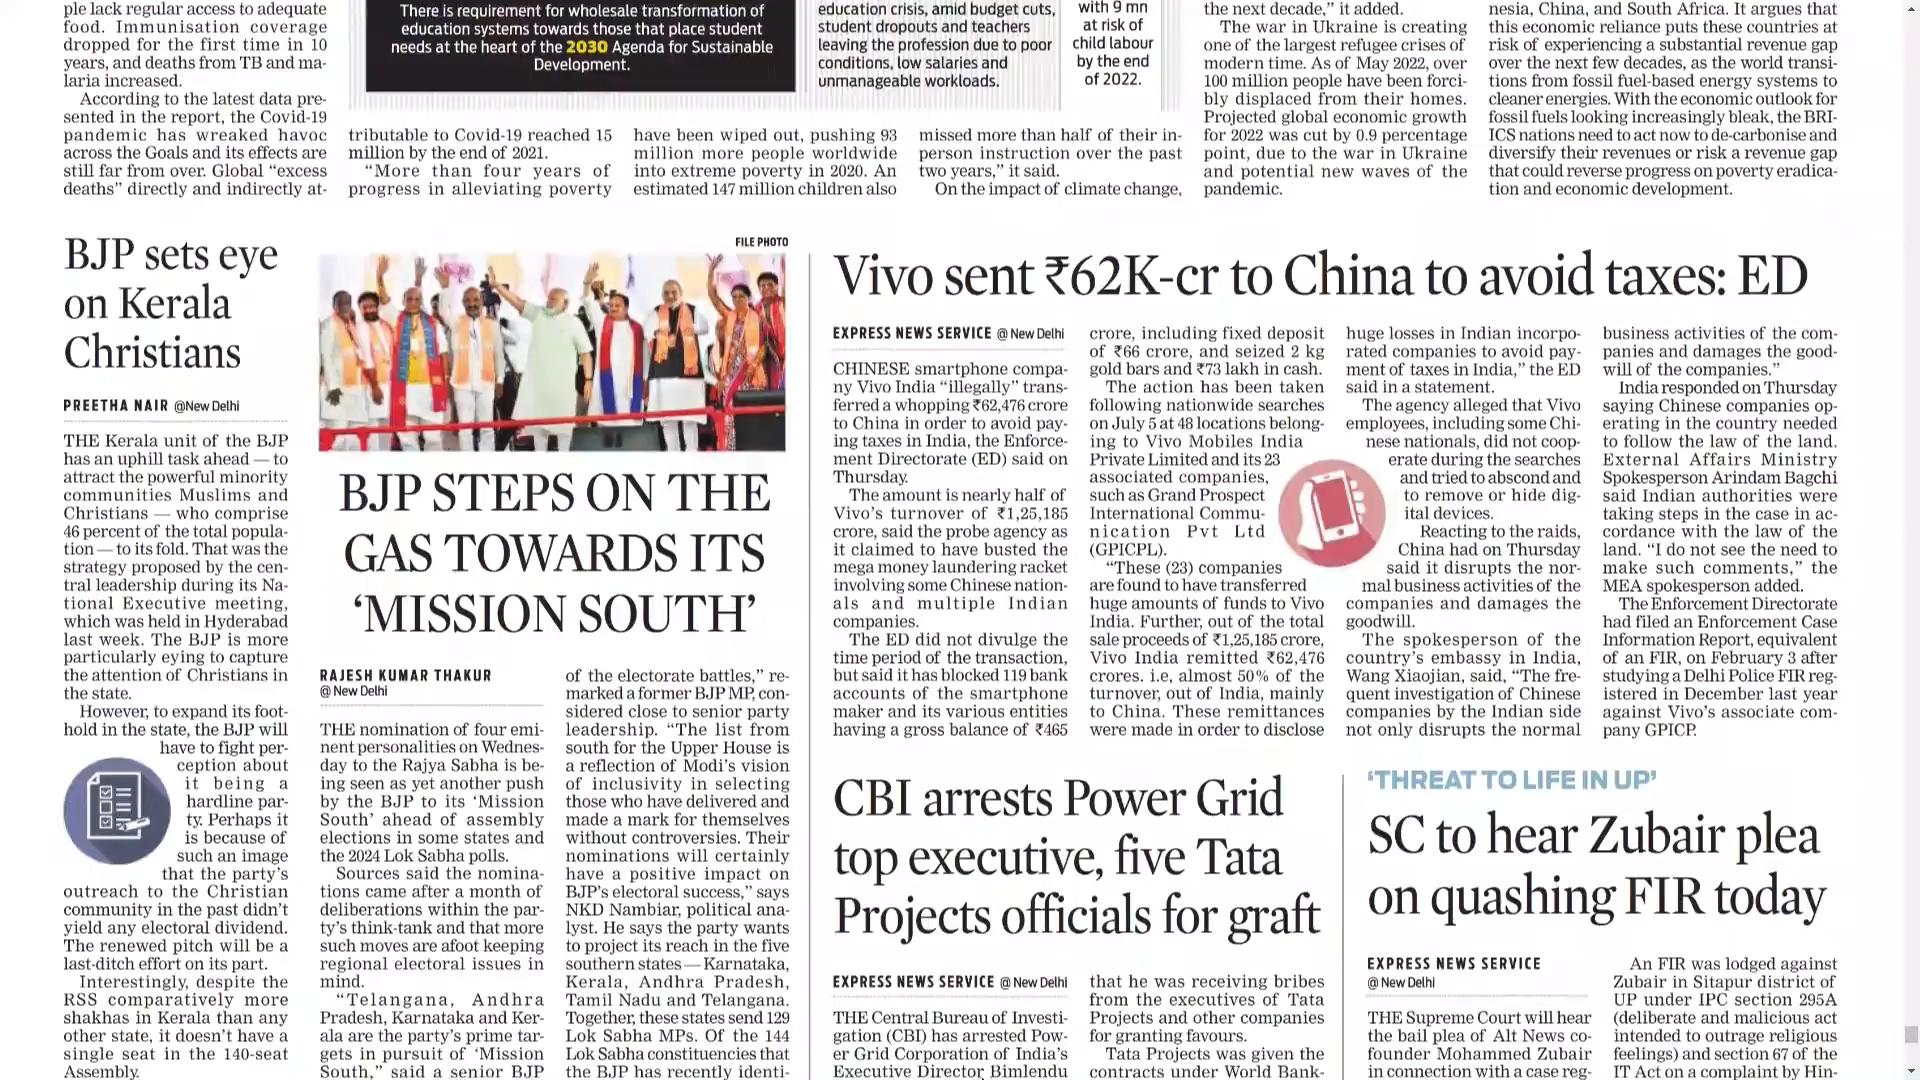 ple lack regular access to adequate
food. Immunisation coverage
dropped for the first time in 10
years, and deaths from TB and ma-
laria increased.
According to the latest data pre-
sented in the report, the Covid-19
pandemic has wreaked havoc
across the Goals and its effects are
still far from over. Global “excess
deaths” directly and indirectly at-
There is requirement for wholesale transformation of
education systems towards those that place student
needs at the heart of the 2030 Agenda for Sustainable
Development.
education crisis, amid budget cuts,
student dropouts and teachers
leaving the profession due to poor
conditions, low salaries and
unmanageable workloads.
with 9 mn
at risk of
child labour
by the end
of 2022.
tributable to Covid-19 reached 15
million by the end of 2021.
“More than four years of
progress in alleviating poverty
have been wiped out, pushing 93
million more people worldwide
into extreme poverty in 2020. An
estimated 147 million children also
missed more than half of their in-
person instruction over the past
two years,” it said.
On the impact of climate change,
the next decade,” it added.
The war in Ukraine is creating
one of the largest refugee crises of
modern time. As of May 2022, over
100 million people have been forci-
bly displaced from their homes.
Projected global economic growth
for 2022 was cut by 0.9 percentage
point, due to the war in Ukraine
and potential new waves of the
pandemic.
nesia, China, and South Africa. It argues that
this economic reliance puts these countries at
risk of experiencing a substantial revenue gap
over the next few decades, as the world transi-
tions from fossil fuel-based energy systems to
cleaner energies. With the economic outlook for
fossil fuels looking increasingly bleak, the BRI-
ICS nations need to act now to de-carbonise and
diversify their revenues or risk a revenue gap
that could reverse progress on poverty eradica-
tion and economic development.
BJP sets eye
on Kerala
Christians
PREETHA NAIR @New Delhi
THE Kerala unit of the BJP
has an uphill task ahead — to
attract the powerful minority
communities Muslims and
Christians — who comprise
46 percent of the total popula-
tion — to its fold. That was the
strategy proposed by the cen-
tral leadership during its Na-
tional Executive meeting,
which was held in Hyderabad
last week. The BJP is more
particularly eying to capture
the attention of Christians in
the state.
However, to expand its foot-
hold in the state, the BJP will
have to fight per-
ception about
it being a
hardline par-
ty. Perhaps it
is because of
such an image
that the party’s
outreach to the Christian
community in the past didn’t
yield any electoral dividend.
The renewed pitch will be a
last-ditch effort on its part.
Interestingly, despite the
RSS comparatively more
shakhas in Kerala than any
other state, it doesn’t have a
single seat in the 140-seat
Assembly.
FILE PHOTO
BJP STEPS ON THE
GAS TOWARDS ITS
‘MISSION SOUTH’
RAJESH KUMAR THAKUR
@ New Delhi
THE nomination of four emi-
nent personalities on Wednes-
day to the Rajya Sabha is be-
ing seen as yet another push
by the BJP to its ‘Mission
South’ ahead of assembly
elections in some states and
the 2024 Lok Sabha polls.
Sources said the nomina-
tions came after a month of
deliberations within the par-
ty’s think-tank and that more
such moves are afoot keeping
regional electoral issues in
mind.
“Telangana, Andhra
Pradesh, Karnataka and Ker-
ala are the party’s prime tar-
gets in pursuit of ‘Mission
South,” said a senior BJP
of the electorate battles,” re-
marked a former BJP MP, con-
sidered close to senior party
leadership. “The list from
south for the Upper House is
a reflection of Modi’s vision
of inclusivity in selecting
those who have delivered and
made a mark for themselves
without controversies. Their
nominations will certainly
have a positive impact on
BJP’s electoral success,” says
NKD Nambiar, political ana-
lyst. He says the party wants
to project its reach in the five
southern states — Karnataka,
Kerala, Andhra Pradesh,
Tamil Nadu and Telangana.
Together, these states send 129
Lok Sabha MPs. Of the 144
Lok Sabha constituencies that
the BJP has recently identi-
Vivo sent ₹62K-cr to China to avoid taxes: ED
EXPRESS NEWS SERVICE @ New Delhi
CHINESE smartphone compa-
ny Vivo India “illegally” trans-
ferred a whopping ₹62,476 crore
to China in order to avoid pay-
ing taxes in India, the Enforce-
ment Directorate (ED) said on
Thursday.
The amount is nearly half of
Vivo’s turnover of ₹1,25,185
crore, said the probe agency as
it claimed to have busted the
mega money laundering racket
involving some Chinese nation-
als and multiple Indian
companies.
The ED did not divulge the
time period of the transaction,
but said it has blocked 119 bank
accounts of the smartphone
maker and its various entities
having a gross balance of ₹465
crore, including fixed deposit
of ₹66 crore, and seized 2 kg
gold bars and ₹73 lakh in cash.
The action has been taken
following nationwide searches
on July 5 at 48 locations belong-
ing to Vivo Mobiles India
Private Limited and its 23
associated companies,
such as Grand Prospect
International Commu-
nication Pvt Ltd
(GPICPL).
“These (23) companies
are found to have transferred
huge amounts of funds to Vivo
India. Further, out of the total
sale proceeds of ₹1,25,185 crore,
Vivo India remitted ₹62,476
crores. i.e, almost 50% of the
turnover, out of India, mainly
to China. These remittances
were made in order to disclose
huge losses in Indian incorpo-
rated companies to avoid pay-
ment of taxes in India,” the ED
said in a statement.
The agency alleged that Vivo
employees, including some Chi-
nese nationals, did not coop-
erate during the searches
and tried to abscond and
to remove or hide dig-
ital devices.
Reacting to the raids,
China had on Thursday
said it disrupts the nor-
mal business activities of the
companies and damages the
goodwill.
The spokesperson of the
country’s embassy in India,
Wang Xiaojian, said, “The fre-
quent investigation of Chinese
companies by the Indian side
not only disrupts the normal
business activities of the com-
panies and damages the good-
will of the companies.”
India responded on Thursday
saying Chinese companies op-
erating in the country needed
to follow the law of the land.
External Affairs Ministry
Spokesperson Arindam Bagchi
said Indian authorities were
taking steps in the case in ac-
cordance with the law of the
land. “I do not see the need to
make such comments,” the
MEA spokesperson added.
The Enforcement Directorate
had filed an Enforcement Case
Information Report, equivalent
of an FIR, on February 3 after
studying a Delhi Police FIR reg-
istered in December last year
against Vivo’s associate com-
pany GPICP.
CBI arrests Power Grid
top executive, five Tata
Projects officials for graft
EXPRESS NEWS SERVICE @ New Delhi
THE Central Bureau of Investi-
gation (CBI) has arrested Pow-
er Grid Corporation of India’s
Executive Director Bimlendu
that he was receiving bribes
from the executives of Tata
Projects and other companies
for granting favours.
Tata Projects was given the
contracts under World Bank-
‘THREAT TO LIFE IN UP’
SC to hear Zubair plea
on quashing FIR today
EXPRESS NEWS SERVICE
@ New Delhi
THE Supreme Court will hear
the bail plea of Alt News co-
founder Mohammed Zubair
in connection with a case reg-
An FIR was lodged against
Zubair in Sitapur district of
UP under IPC section 295A
(deliberate and malicious act
intended to outrage religious
feelings) and section 67 of the
IT Act on a complaint by Hin-